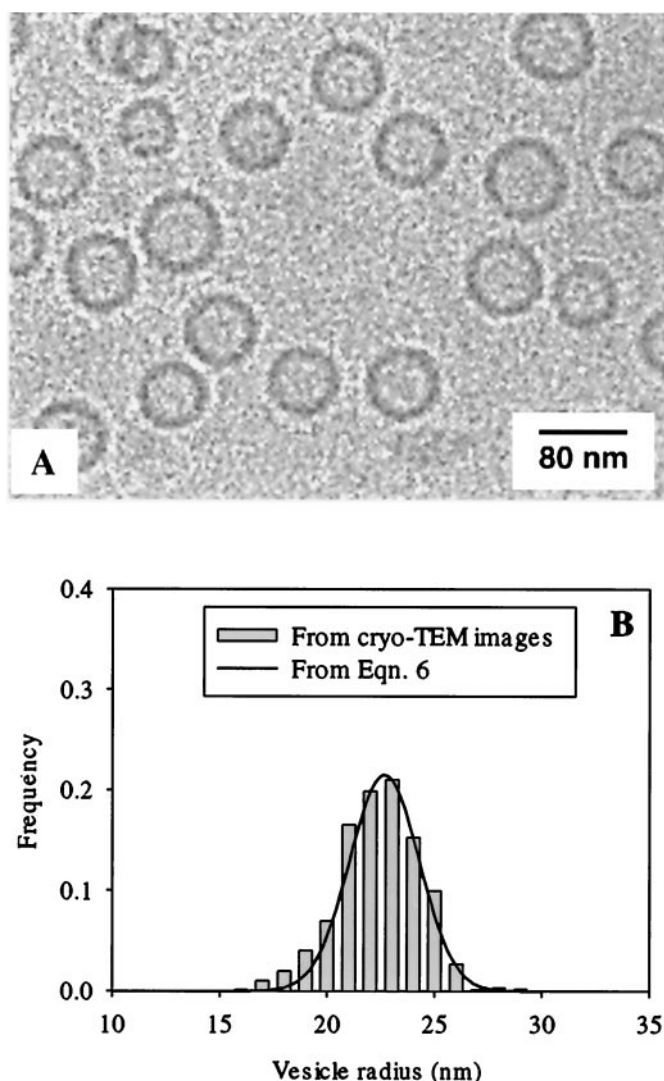 A
80 nm
B
From cryo-TEM images
From Eqn. 6
0.4
0.3
0.2
0.1
0.0
Frequency
10 15 20 25 30 35
Vesicle radius (nm)